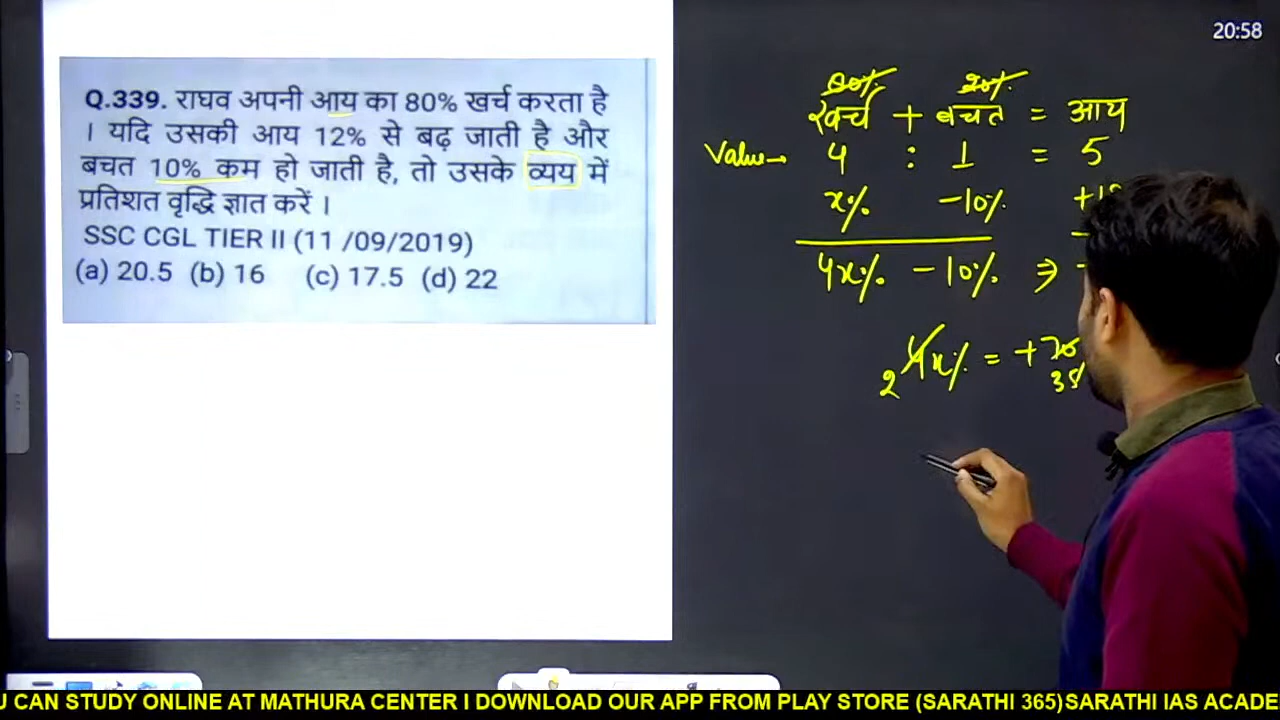 20:58
Q.339. राघव अपनी आय का 80% खर्च करता है
। यदि उसकी आय 12% से बढ़ जाती है और
बचत 10% कम हो जाती है, तो उसके व्यय में
प्रतिशत वृद्धि ज्ञात करें ।
SSC CGL TIER II (11 /09/2019)
(a) 20.5 (b) 16 (c) 17.5 (d) 22
80% 20%
खर्च + बचत = आय
Value→ 4 : 1 = 5
x% -10%
4x% -10% ⇒
4x% = +70
2 35
U CAN STUDY ONLINE AT MATHURA CENTER I DOWNLOAD OUR APP FROM PLAY STORE (SARATHI 365)SARATHI IAS ACADE